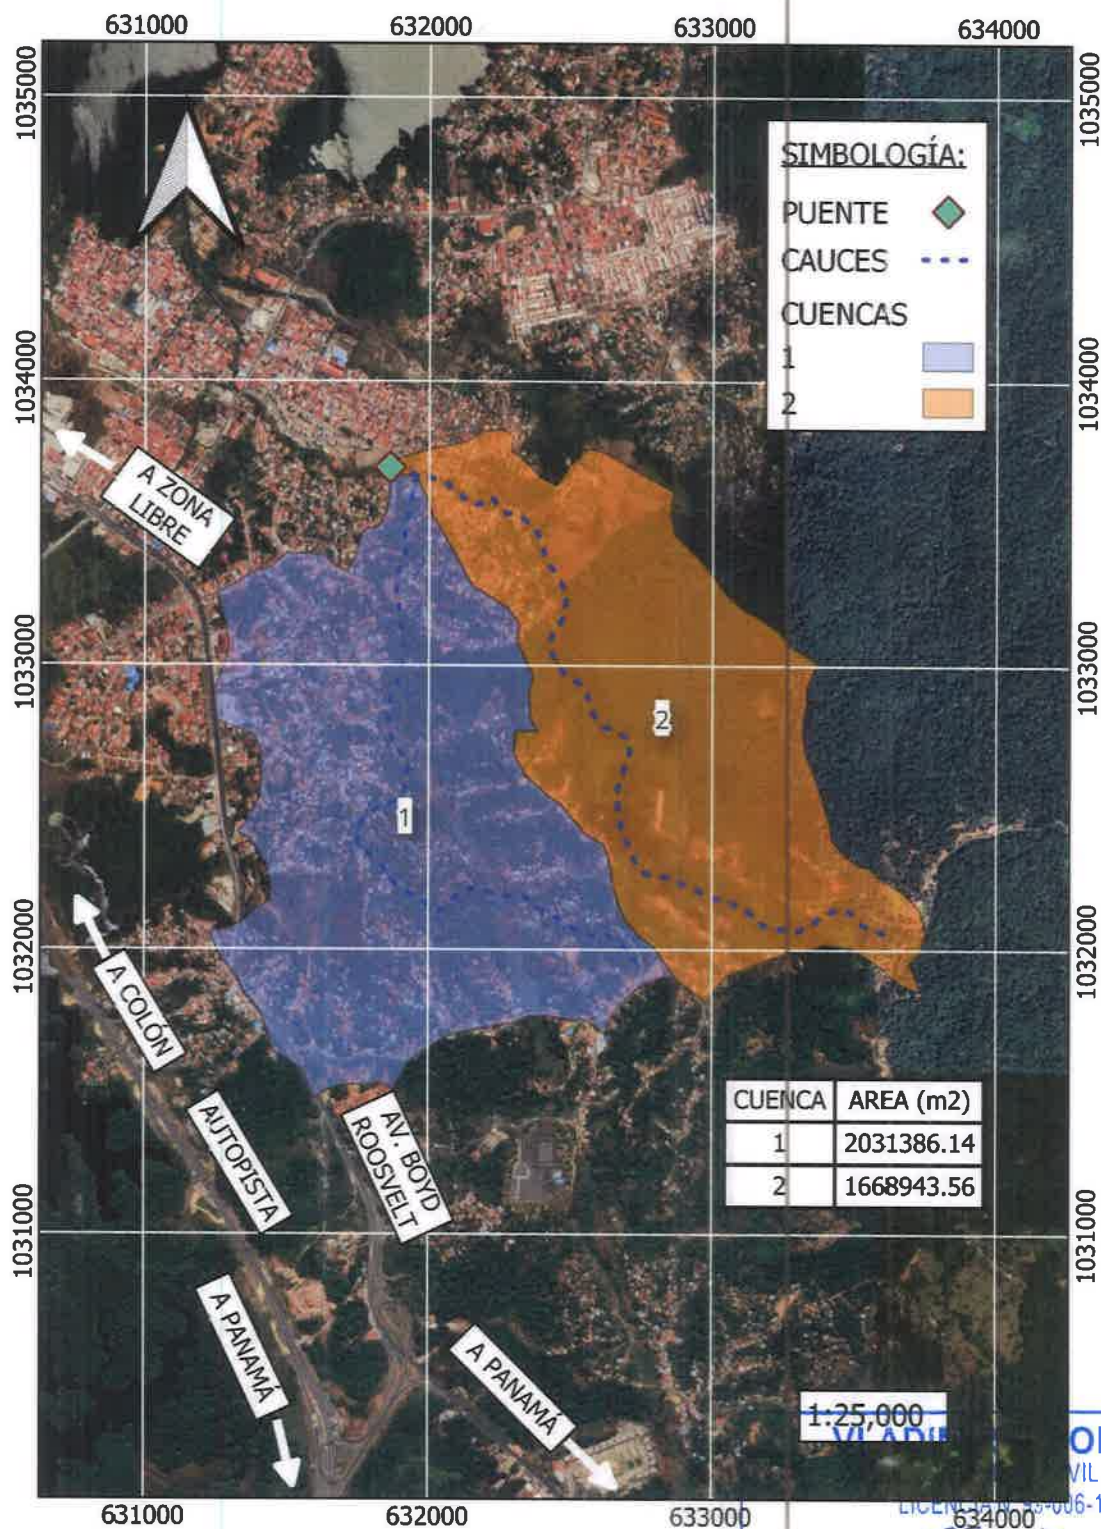 631000 632000 633000 634000
1035000 1035000
SIMBOLOGÍA:
PUENTE
CAUCES
CUENCAS
1
2
1034000 1034000
A ZONA
LIBRE
1033000 1033000
2
1
1032000 1032000
A COLÓN
AUTOPISTA
AV. BOYD
ROOSVELT
CUENCA AREA (m2)
1 2031386.14
2 1668943.56
1031000 1031000
A PANAMÁ
A PANAMÁ
1:25,000
631000 632000 633000 634000